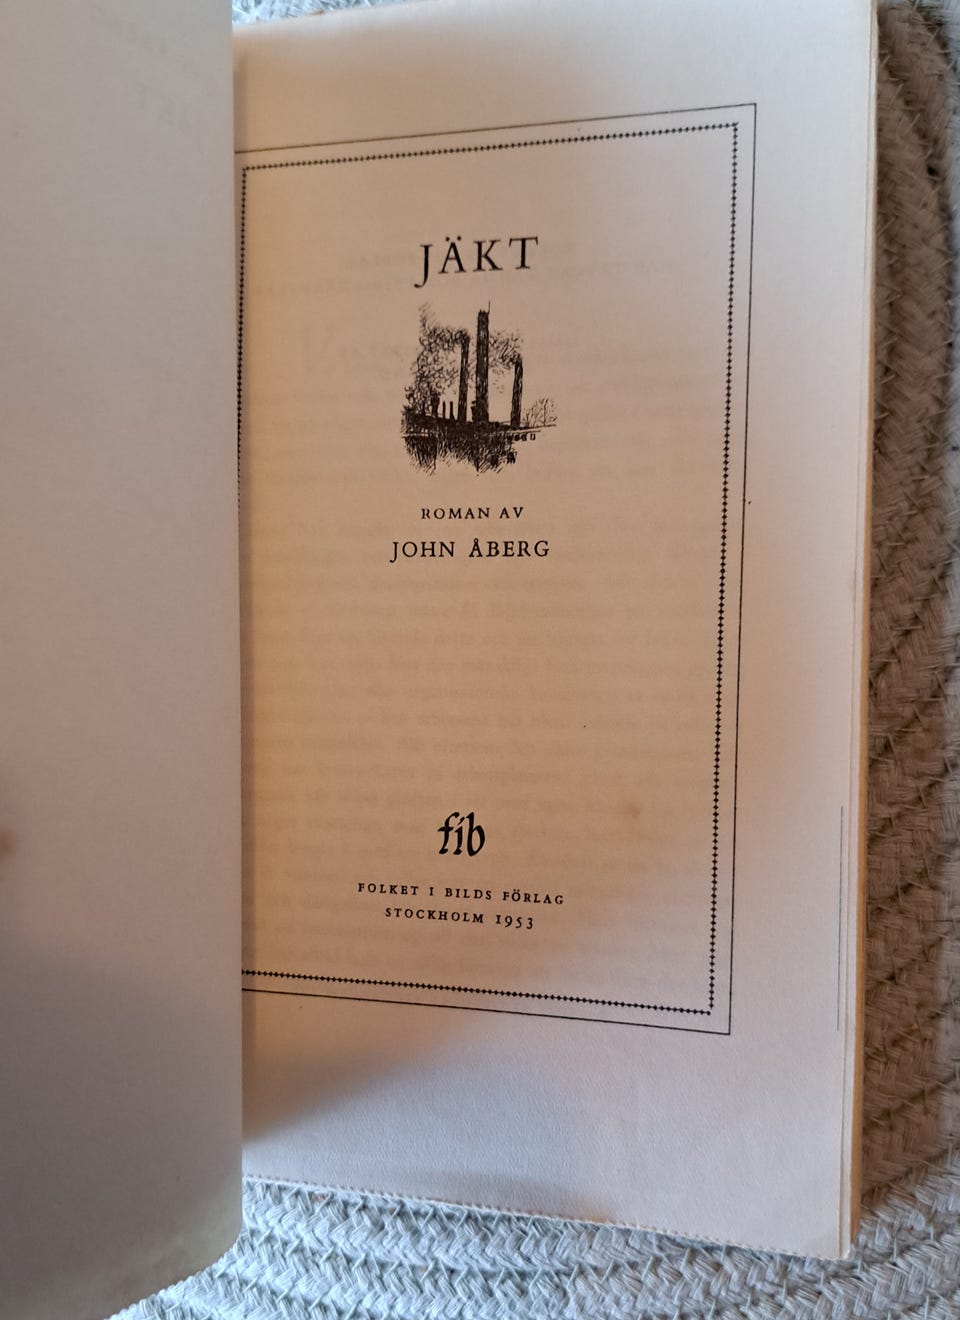 JÄKT
ROMAN AV
JOHN ÅBERG
fib
FOLKET I BILDS FÖRLAG
STOCKHOLM 1953